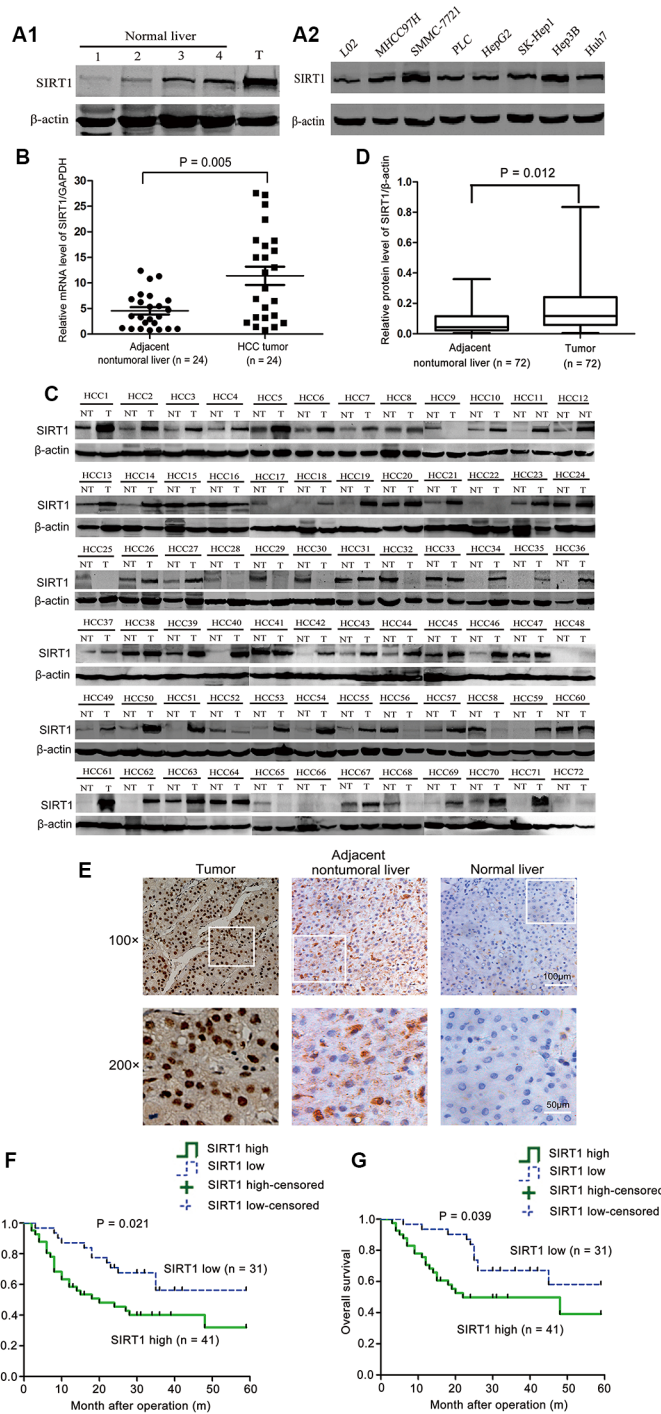 A1
Normal liver
1 2 3 4 T
SIRT1
β-actin
A2
L02 MHCC97H SMMC-7721 PLC HepG2 SK-Hep1 Hep3B Huh7
SIRT1
β-actin
B
P = 0.005
Relative mRNA level of SIRT1/GAPDH
30
25
20
15
10
5
0
Adjacent
nontumoral liver (n = 24)
HCC tumor
(n = 24)
D
P = 0.012
Relative protein level of SIRT1/β-actin
1.0
0.8
0.6
0.4
0.2
0.0
Adjacent
nontumoral liver (n = 72)
Tumor
(n = 72)
C
HCC1 HCC2 HCC3 HCC4 HCC5 HCC6 HCC7 HCC8 HCC9 HCC10 HCC11 HCC12
NT T NT T NT T NT T NT T NT T NT T NT T NT T NT T NT T NT NT
SIRT1
β-actin
HCC13 HCC14 HCC15 HCC16 HCC17 HCC18 HCC19 HCC20 HCC21 HCC22 HCC23 HCC24
NT T NT T NT T NT T NT T NT T NT T NT T NT T NT T NT T NT T
SIRT1
β-actin
HCC25 HCC26 HCC27 HCC28 HCC29 HCC30 HCC31 HCC32 HCC33 HCC34 HCC35 HCC36
NT T NT T NT T NT T NT T NT T NT T NT T NT T NT T NT T NT T
SIRT1
β-actin
HCC37 HCC38 HCC39 HCC40 HCC41 HCC42 HCC43 HCC44 HCC45 HCC46 HCC47 HCC48
NT T NT T NT T NT T NT T NT T NT T NT T NT T NT T NT T NT T
SIRT1
β-actin
HCC49 HCC50 HCC51 HCC52 HCC53 HCC54 HCC55 HCC56 HCC57 HCC58 HCC59 HCC60
NT T NT T NT T NT T NT T NT T NT T NT T NT T NT T NT T NT T
SIRT1
β-actin
HCC61 HCC62 HCC63 HCC64 HCC65 HCC66 HCC67 HCC68 HCC69 HCC70 HCC71 HCC72
NT T NT T NT T NT T NT T NT T NT T NT T NT T NT T NT T NT T
SIRT1
β-actin
E
Tumor
Adjacent
nontumoral liver
Normal liver
100×
100μm
200×
50μm
F
SIRT1 high
SIRT1 low
SIRT1 high-censored
SIRT1 low-censored
P = 0.021
SIRT1 low (n = 31)
SIRT1 high (n = 41)
1.0
0.8
0.6
0.4
0.2
0.0
0 10 20 30 40 50 60
Month after operation (m)
G
SIRT1 high
SIRT1 low
SIRT1 high-censored
SIRT1 low-censored
P = 0.039
SIRT1 low (n = 31)
SIRT1 high (n = 41)
Overall survival
1.0
0.8
0.6
0.4
0.2
0.0
0 10 20 30 40 50 60
Month after operation (m)